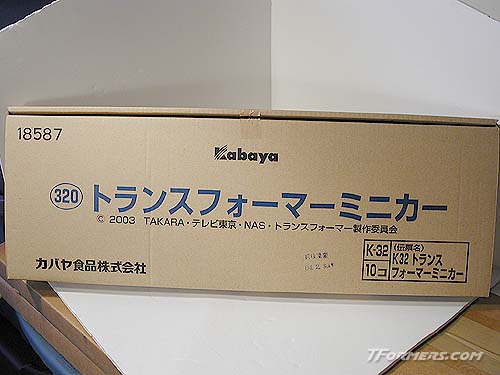 18587
Kabaya
320 トランスフォーマーミニカー
© 2003 TAKARA・テレビ東京・NAS・トランスフォーマー製作委員会
カバヤ食品株式会社
K-32
10コ
(伝票名)
K32 トランス
フォーマーミニカー
TFORMERS.COM